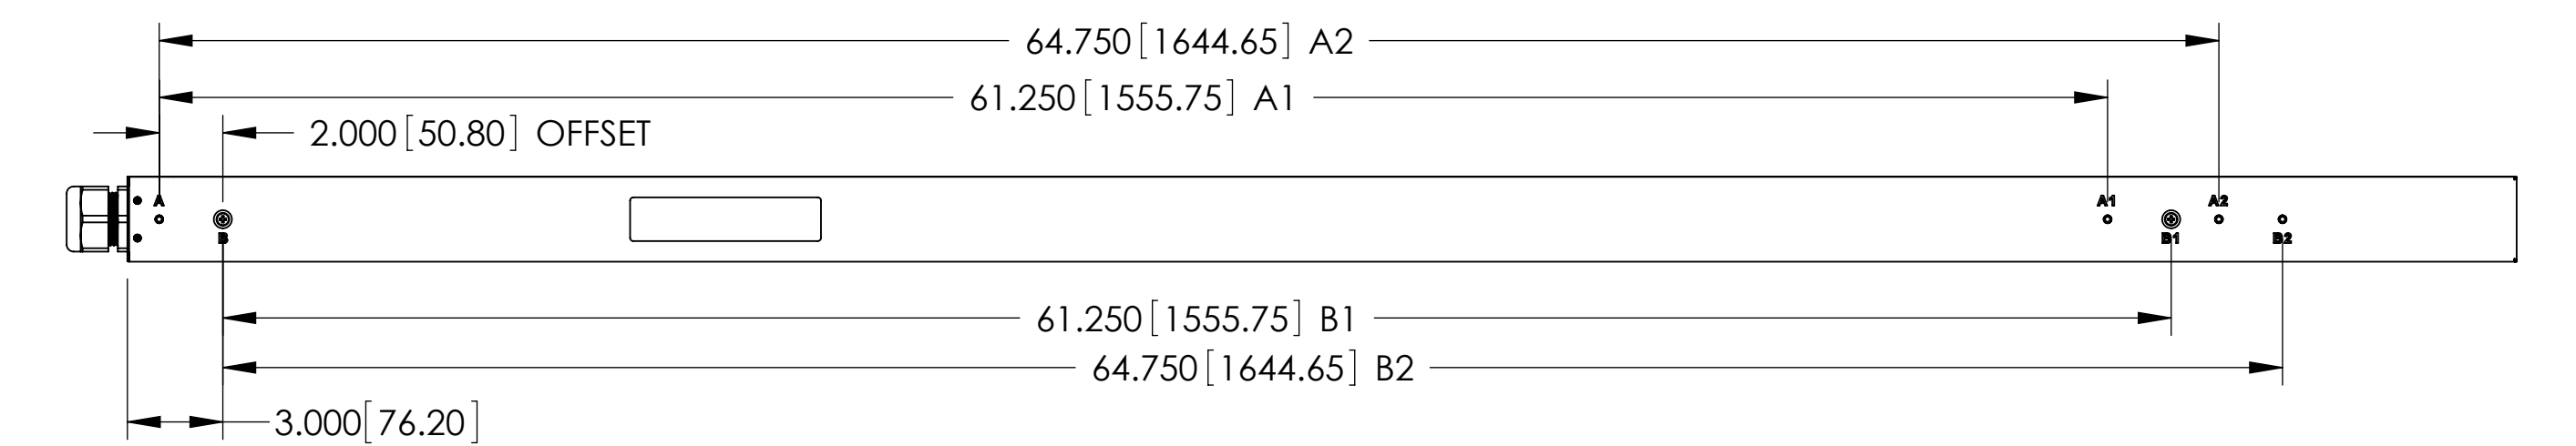 64.750[1644.65] A2
61.250[1555.75] A1
2.000[50.80] OFFSET
A
B
A1
A2
B1
B2
61.250[1555.75] B1
64.750[1644.65] B2
3.000[76.20]